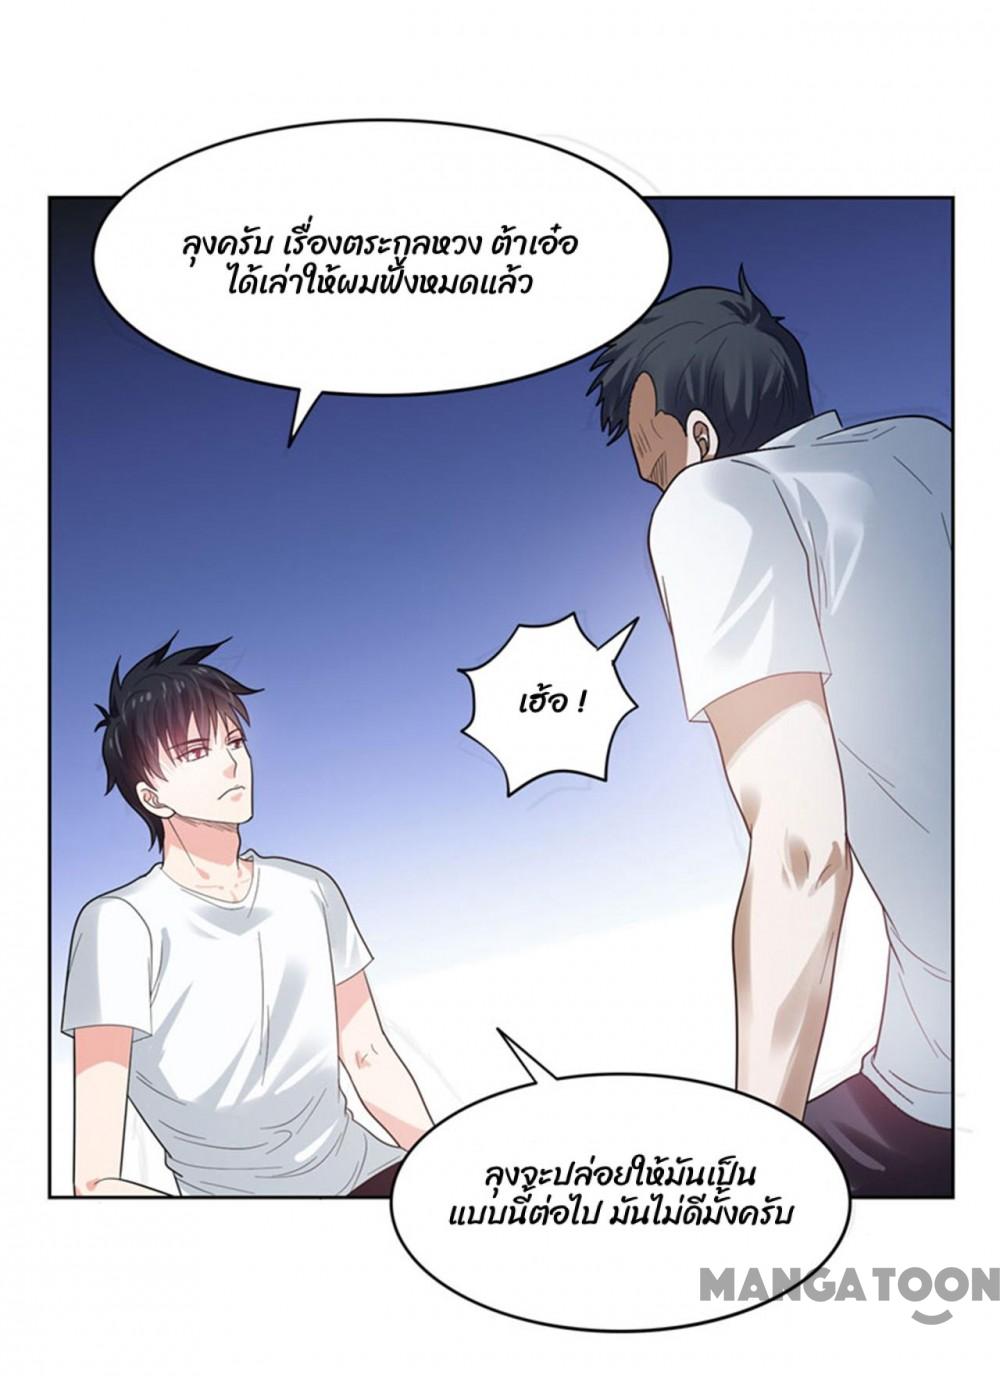 ลุงครับ เรื่องตระกูลหวง ต้าเอ๋อ
ได้เล่าให้ผมฟังหมดแล้ว
เฮ้อ !
ลุงจะปล่อยให้มันเป็น
แบบนี้ต่อไป มันไม่ดีมั้งครับ
MANGATOON